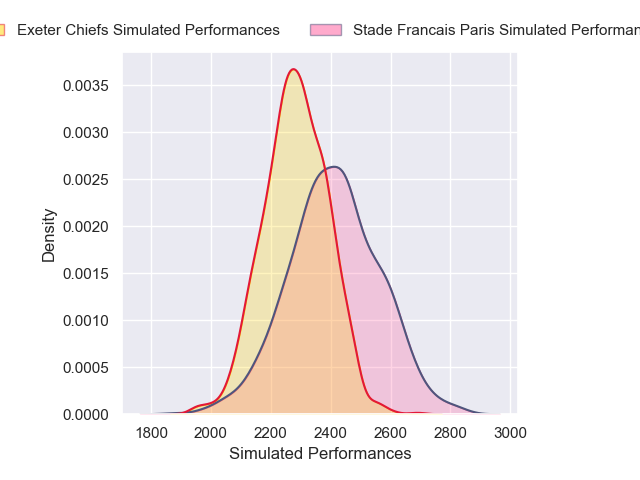 Exeter Chiefs Simulated Performances Stade Francais Paris Simulated
Density
0.0035
0.0030
0.0025
0.0020
0.0015
0.0010
0.0005
0.0000
1800 2000 2200 2400 2600 2800 3000
Simulated Performances